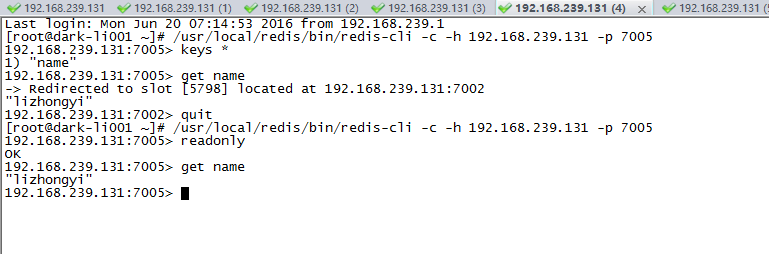 192.168.239.131 192.168.239.131 (1) 192.168.239.131 (2) 192.168.239.131 (3) 192.168.239.131 (4) 192.168.239.131 (5)
Last login: Mon Jun 20 07:14:53 2016 from 192.168.239.1
[root@dark-li001 ~]# /usr/local/redis/bin/redis-cli -c -h 192.168.239.131 -p 7005
192.168.239.131:7005> keys *
1) "name"
192.168.239.131:7005> get name
-> Redirected to slot [5798] located at 192.168.239.131:7002
"lizhongyi"
192.168.239.131:7002> quit
[root@dark-li001 ~]# /usr/local/redis/bin/redis-cli -c -h 192.168.239.131 -p 7005
192.168.239.131:7005> readonly
OK
192.168.239.131:7005> get name
"lizhongyi"
192.168.239.131:7005>